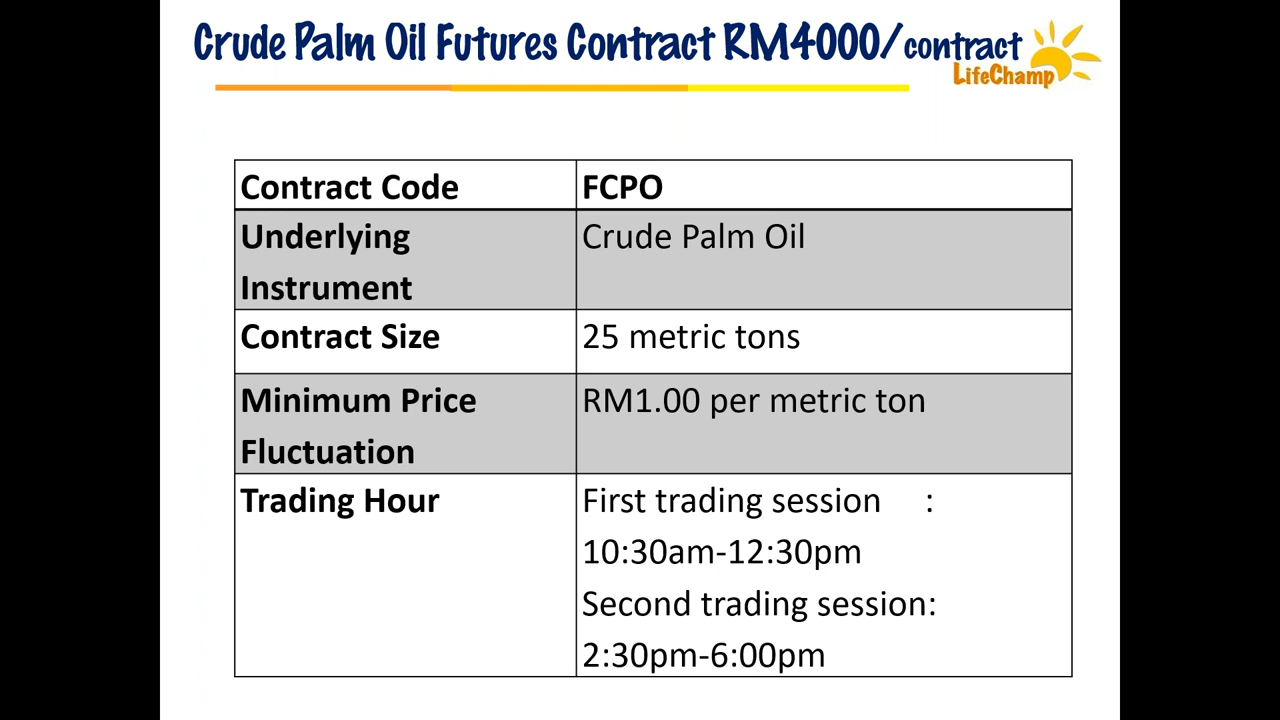 Crude Palm Oil Futures Contract RM4000/contract
LifeChamp
Contract Code FCPO
Underlying Crude Palm Oil
Instrument
Contract Size 25 metric tons
Minimum Price RM1.00 per metric ton
Fluctuation
Trading Hour First trading session :
10:30am-12:30pm
Second trading session:
2:30pm-6:00pm